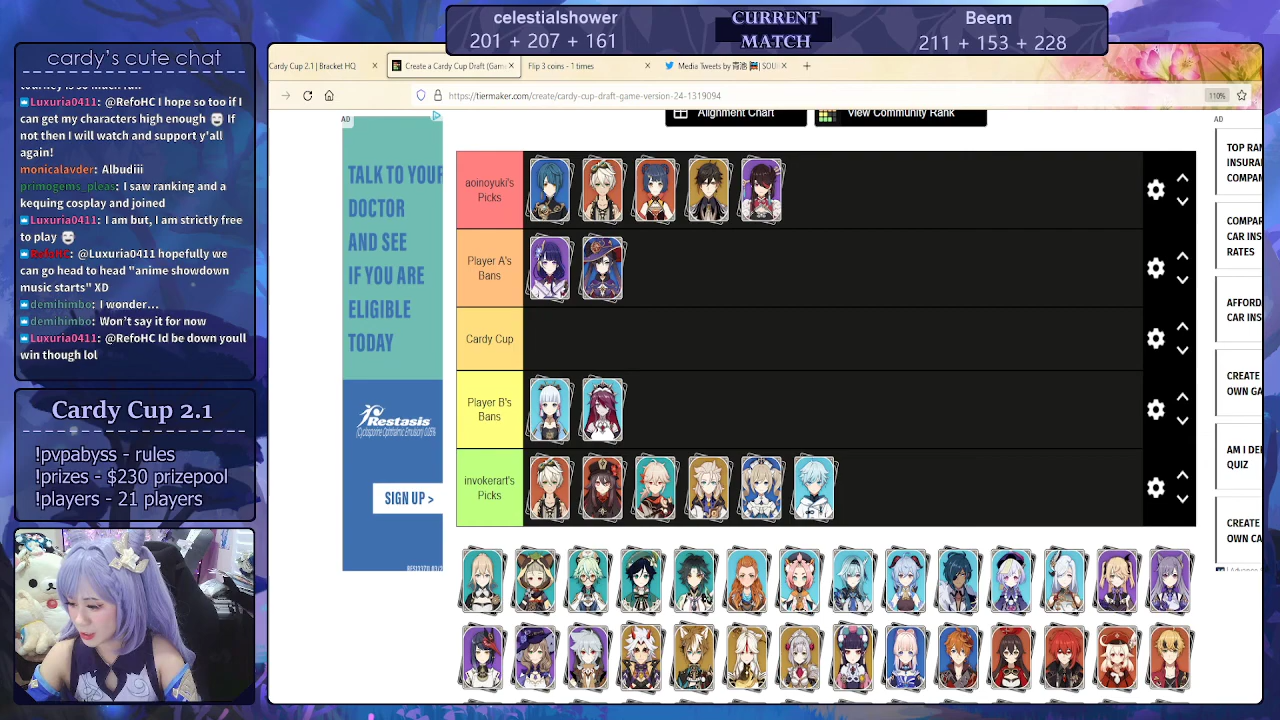 celestialshower
201 + 207 + 161
CURRENT
MATCH
Beem
211 + 153 + 228
cardy's cute chat
Luxuria0411: @RefoHC I hope so too if I
can get my characters high enough if
not then I will watch and support y'all
again!
monicalavder: Albudiii
primogems_pleas: I saw ranking and a
kequing cosplay and joined
Luxuria0411: I am but, I am strictly free
to play
RefoHC: @Luxuria0411 hopefully we
can go head to head "anime showdown
music starts" XD
demihimbo: I wonder...
demihimbo: Won't say it for now
Luxuria0411: @RefoHC Id be down youll
win though lol
Cardy Cup 2.1
!pvpabyss - rules
!prizes - $230 prizepool
!players - 21 players
Cardy Cup 2.1 | Bracket HQ
Create a Cardy Cup Draft (Gam
Flip 3 coins - 1 times
Media Tweets by
https://tiermaker.com/create/cardy-cup-draft-game-version-24-1319094
110%
Alignment Chart
View Community Rank
AD
TALK TO YOUR
DOCTOR
AND SEE
IF YOU ARE
ELIGIBLE
TODAY
Restasis
(Cyclosporine Ophthalmic Emulsion) 0.05%
SIGN UP >
aoinoyuki's
Picks
Player A's
Bans
Cardy Cup
Player B's
Bans
invokerart's
Picks
AD
TOP RAN
INSURAN
COMPAN
COMPAR
CAR INS
RATES
AFFORD
CAR INS
CREATE
OWN GA
AM I DE
QUIZ
CREATE
OWN CA